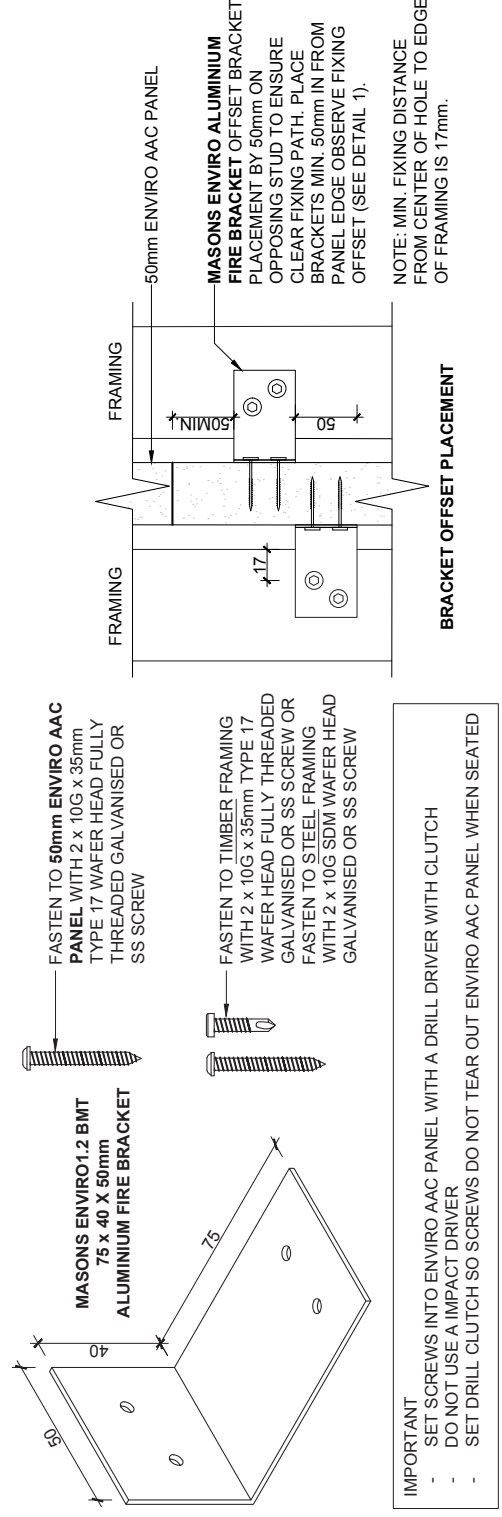 50
40
75
MASONS ENVIRO1.2 BMT
75 x 40 X 50mm
ALUMINIUM FIRE BRACKET
FASTEN TO 50mm ENVIRO AAC
PANEL WITH 2 x 10G x 35mm
TYPE 17 WAFER HEAD FULLY
THREADED GALVANISED OR
SS SCREW
FASTEN TO TIMBER FRAMING
WITH 2 x 10G x 35mm TYPE 17
WAFER HEAD FULLY THREADED
GALVANISED OR SS SCREW OR
FASTEN TO STEEL FRAMING
WITH 2 x 10G SDM WAFER HEAD
GALVANISED OR SS SCREW
IMPORTANT
- SET SCREWS INTO ENVIRO AAC PANEL WITH A DRILL DRIVER WITH CLUTCH
- DO NOT USE A IMPACT DRIVER
- SET DRILL CLUTCH SO SCREWS DO NOT TEAR OUT ENVIRO AAC PANEL WHEN SEATED
FRAMING
FRAMING
17
50MIN.
50
50mm ENVIRO AAC PANEL
MASONS ENVIRO ALUMINIUM
FIRE BRACKET OFFSET BRACKET
PLACEMENT BY 50mm ON
OPPOSING STUD TO ENSURE
CLEAR FIXING PATH. PLACE
BRACKETS MIN. 50mm IN FROM
PANEL EDGE OBSERVE FIXING
OFFSET (SEE DETAIL 1).
NOTE: MIN. FIXING DISTANCE
FROM CENTER OF HOLE TO EDGE
OF FRAMING IS 17mm.
BRACKET OFFSET PLACEMENT